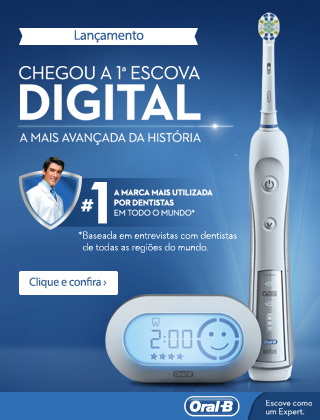 Lançamento
CHEGOU A 1ª ESCOVA
DIGITAL
A MAIS AVANÇADA DA HISTÓRIA
#1
A MARCA MAIS UTILIZADA
POR DENTISTAS
EM TODO O MUNDO*
*Baseada em entrevistas com dentistas
de todas as regiões do mundo.
Clique e confira ›
2:00
Oral-B
Oral-B
Escove como
um Expert.